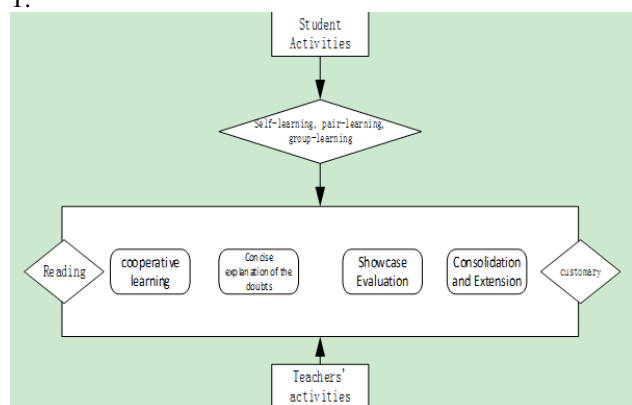 1.
Student
Activities
Self-learning, pair-learning,
group-learning
Reading
cooperative
learning
Concise
explanation of the
doubts
Showcase
Evaluation
Consolidation
and Extension
customary
Teachers'
activities